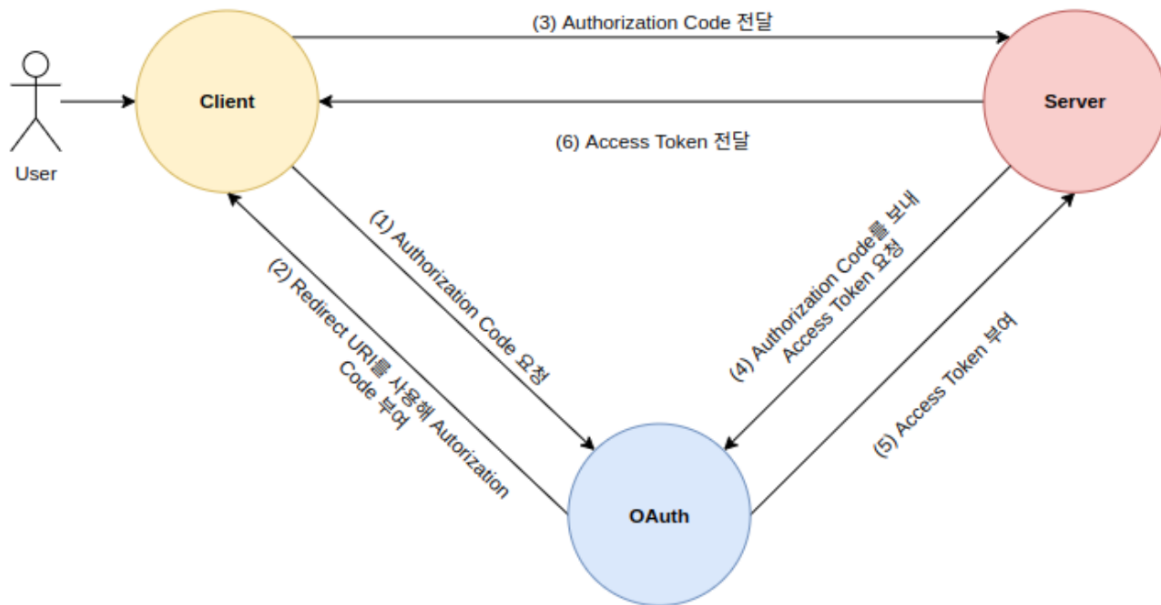 (3) Authorization Code 전달
Client
Server
(6) Access Token 전달
User
(1) Authorization Code 요청
(2) Redirect URI를 사용해 Autorization
Code 부여
(4) Authorization Code를 보내
Access Token 요청
(5) Access Token 부여
OAuth